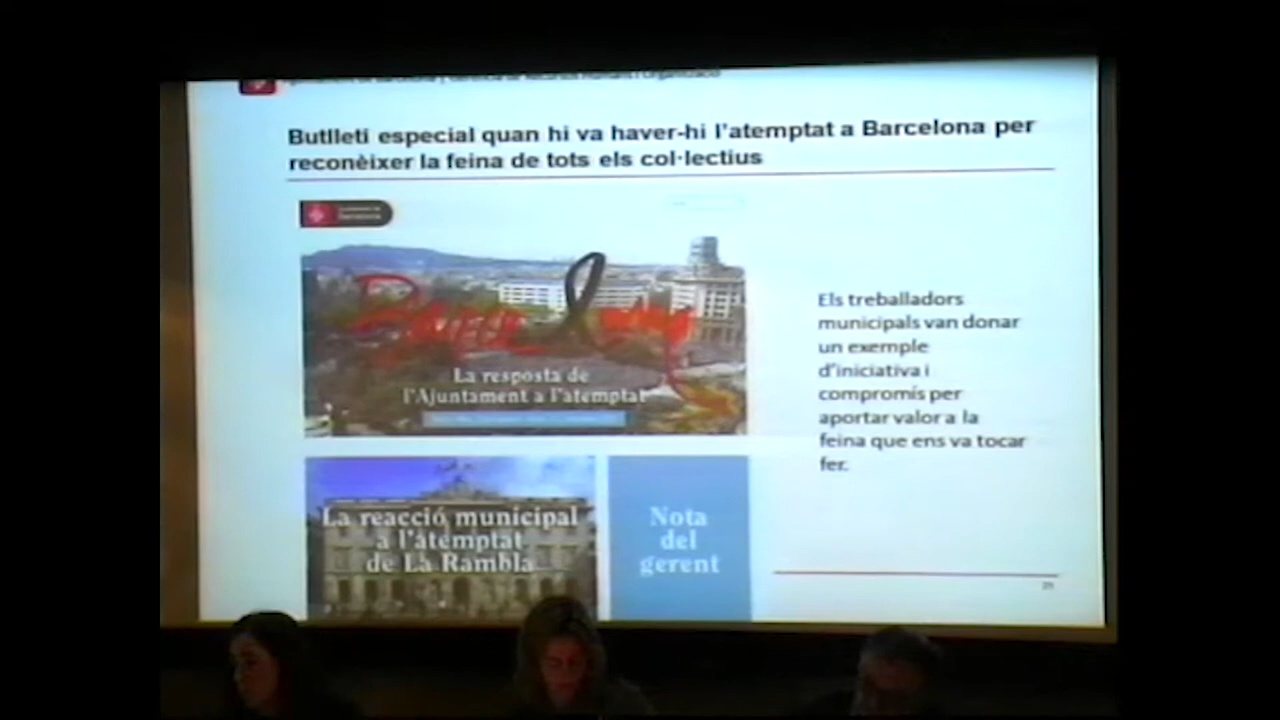 Butlletí especial quan hi va haver-hi l'atemptat a Barcelona per
reconèixer la feina de tots els col·lectius
La resposta de
l'Ajuntament a l'atemptat
La reacció municipal
a l'atemptat
de La Rambla
Nota
del
gerent
Els treballadors
municipals van donar
un exemple
d'iniciativa i
compromís per
aportar valor a la
feina que ens va tocar
fer.